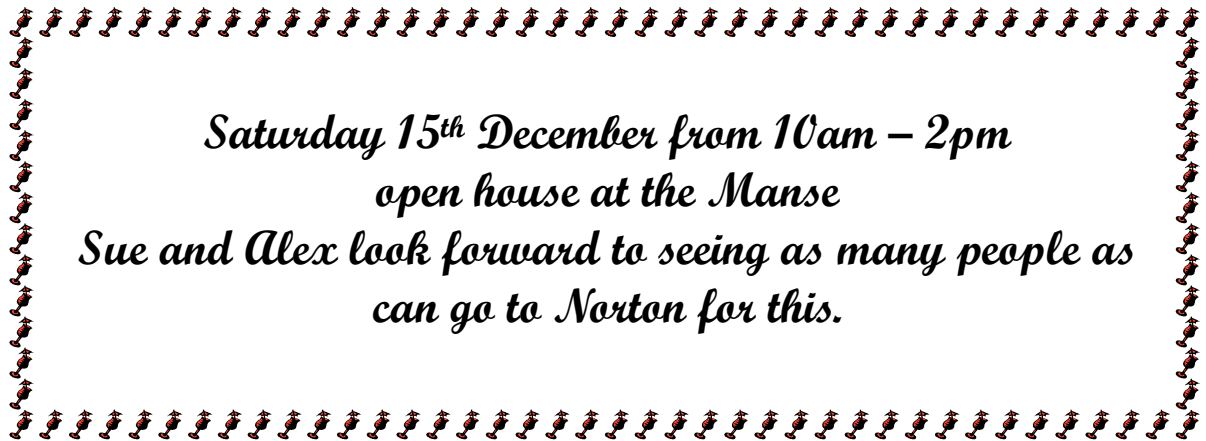 Saturday 15th December from 10am – 2pm
open house at the Manse
Sue and Alex look forward to seeing as many people as
can go to Norton for this.